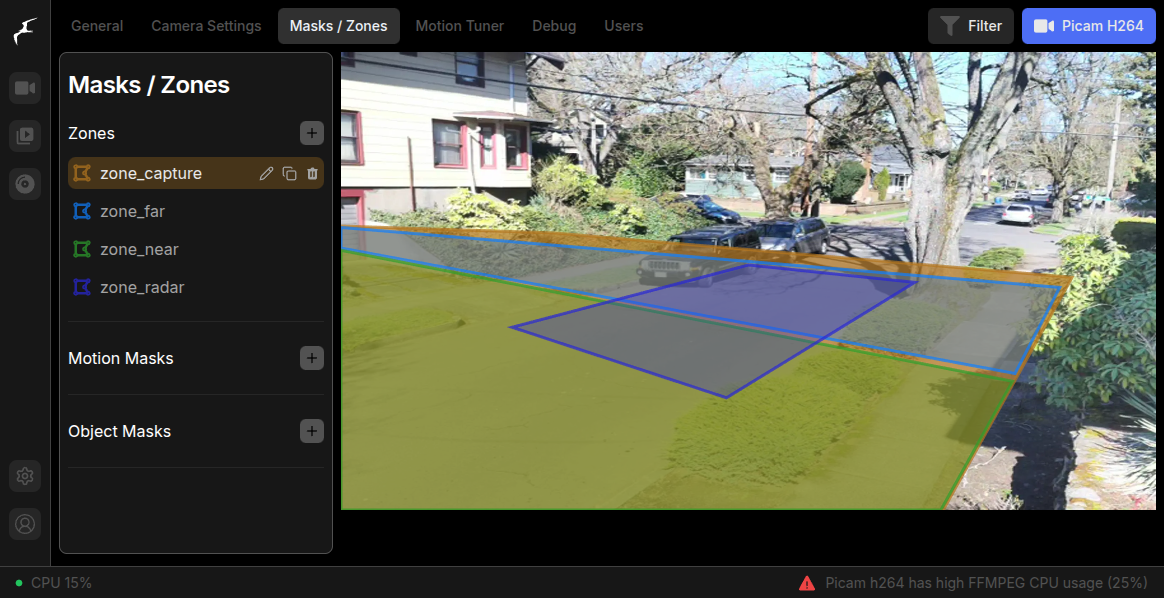 General Camera Settings Masks / Zones Motion Tuner Debug Users Filter Picam H264
Masks / Zones
Zones
zone_capture
zone_far
zone_near
zone_radar
Motion Masks
Object Masks
CPU 15% Picam h264 has high FFMPEG CPU usage (25%)